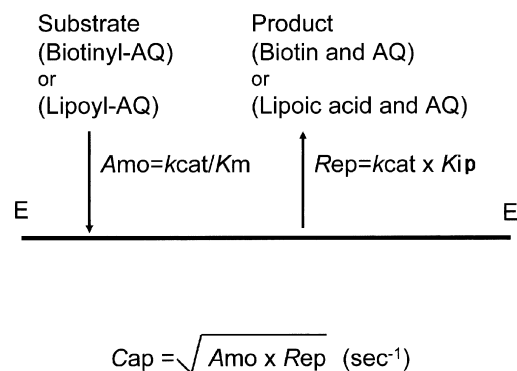 Substrate
(Biotinyl-AQ)
or
(Lipoyl-AQ)
Product
(Biotin and AQ)
or
(Lipoic acid and AQ)
Amo=kcat/Km
Rep=kcat x Kip
E
E
Cap =√Amo x Rep (sec⁻¹)